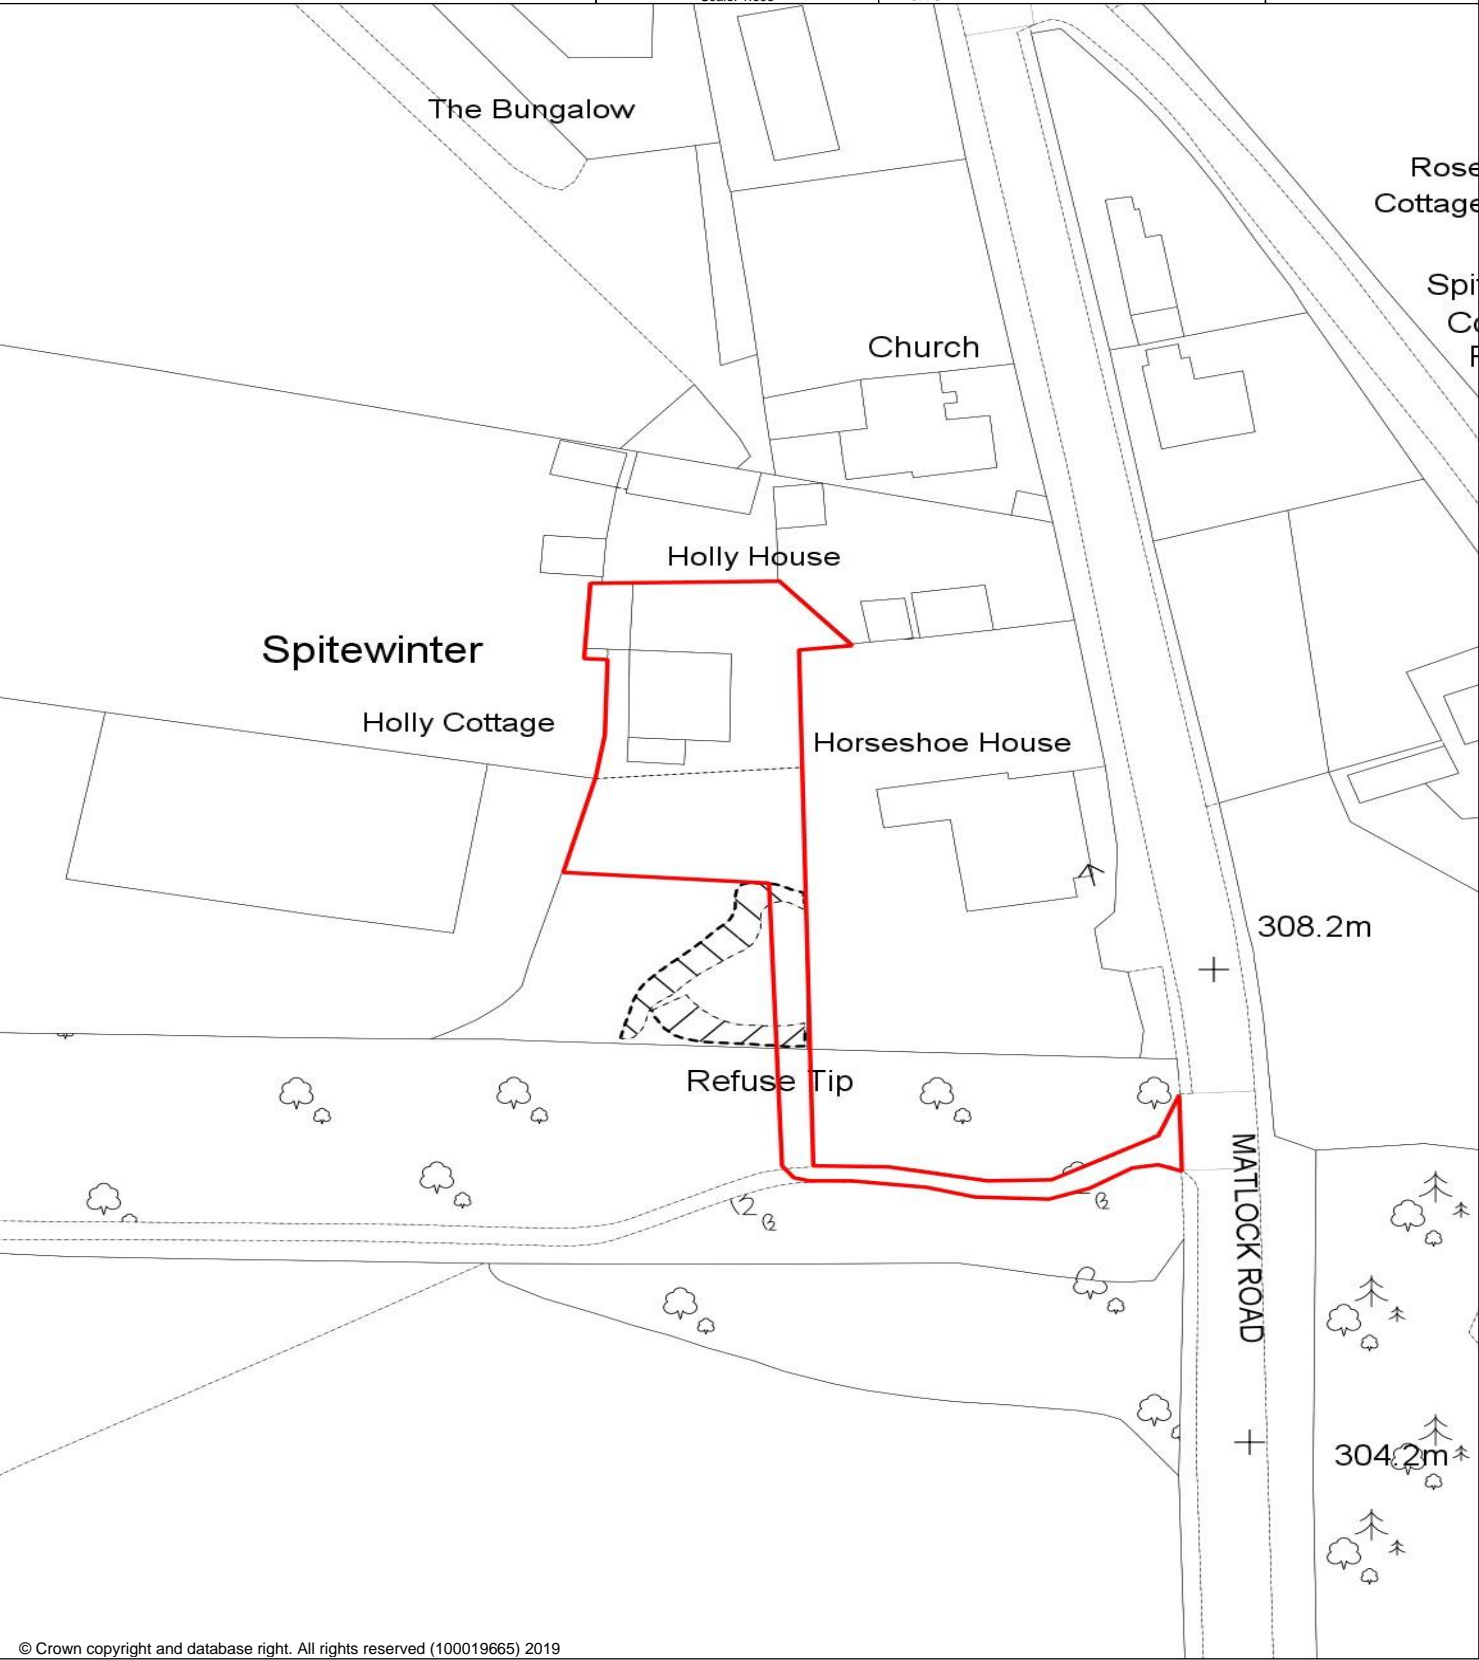 The Bungalow
Rose
Cottage
Spi
Co
Church
Holly House
Spitewinter
Holly Cottage
Horseshoe House
308.2m
Refuse Tip
MATLOCK ROAD
304.2m
© Crown copyright and database right. All rights reserved (100019665) 2019